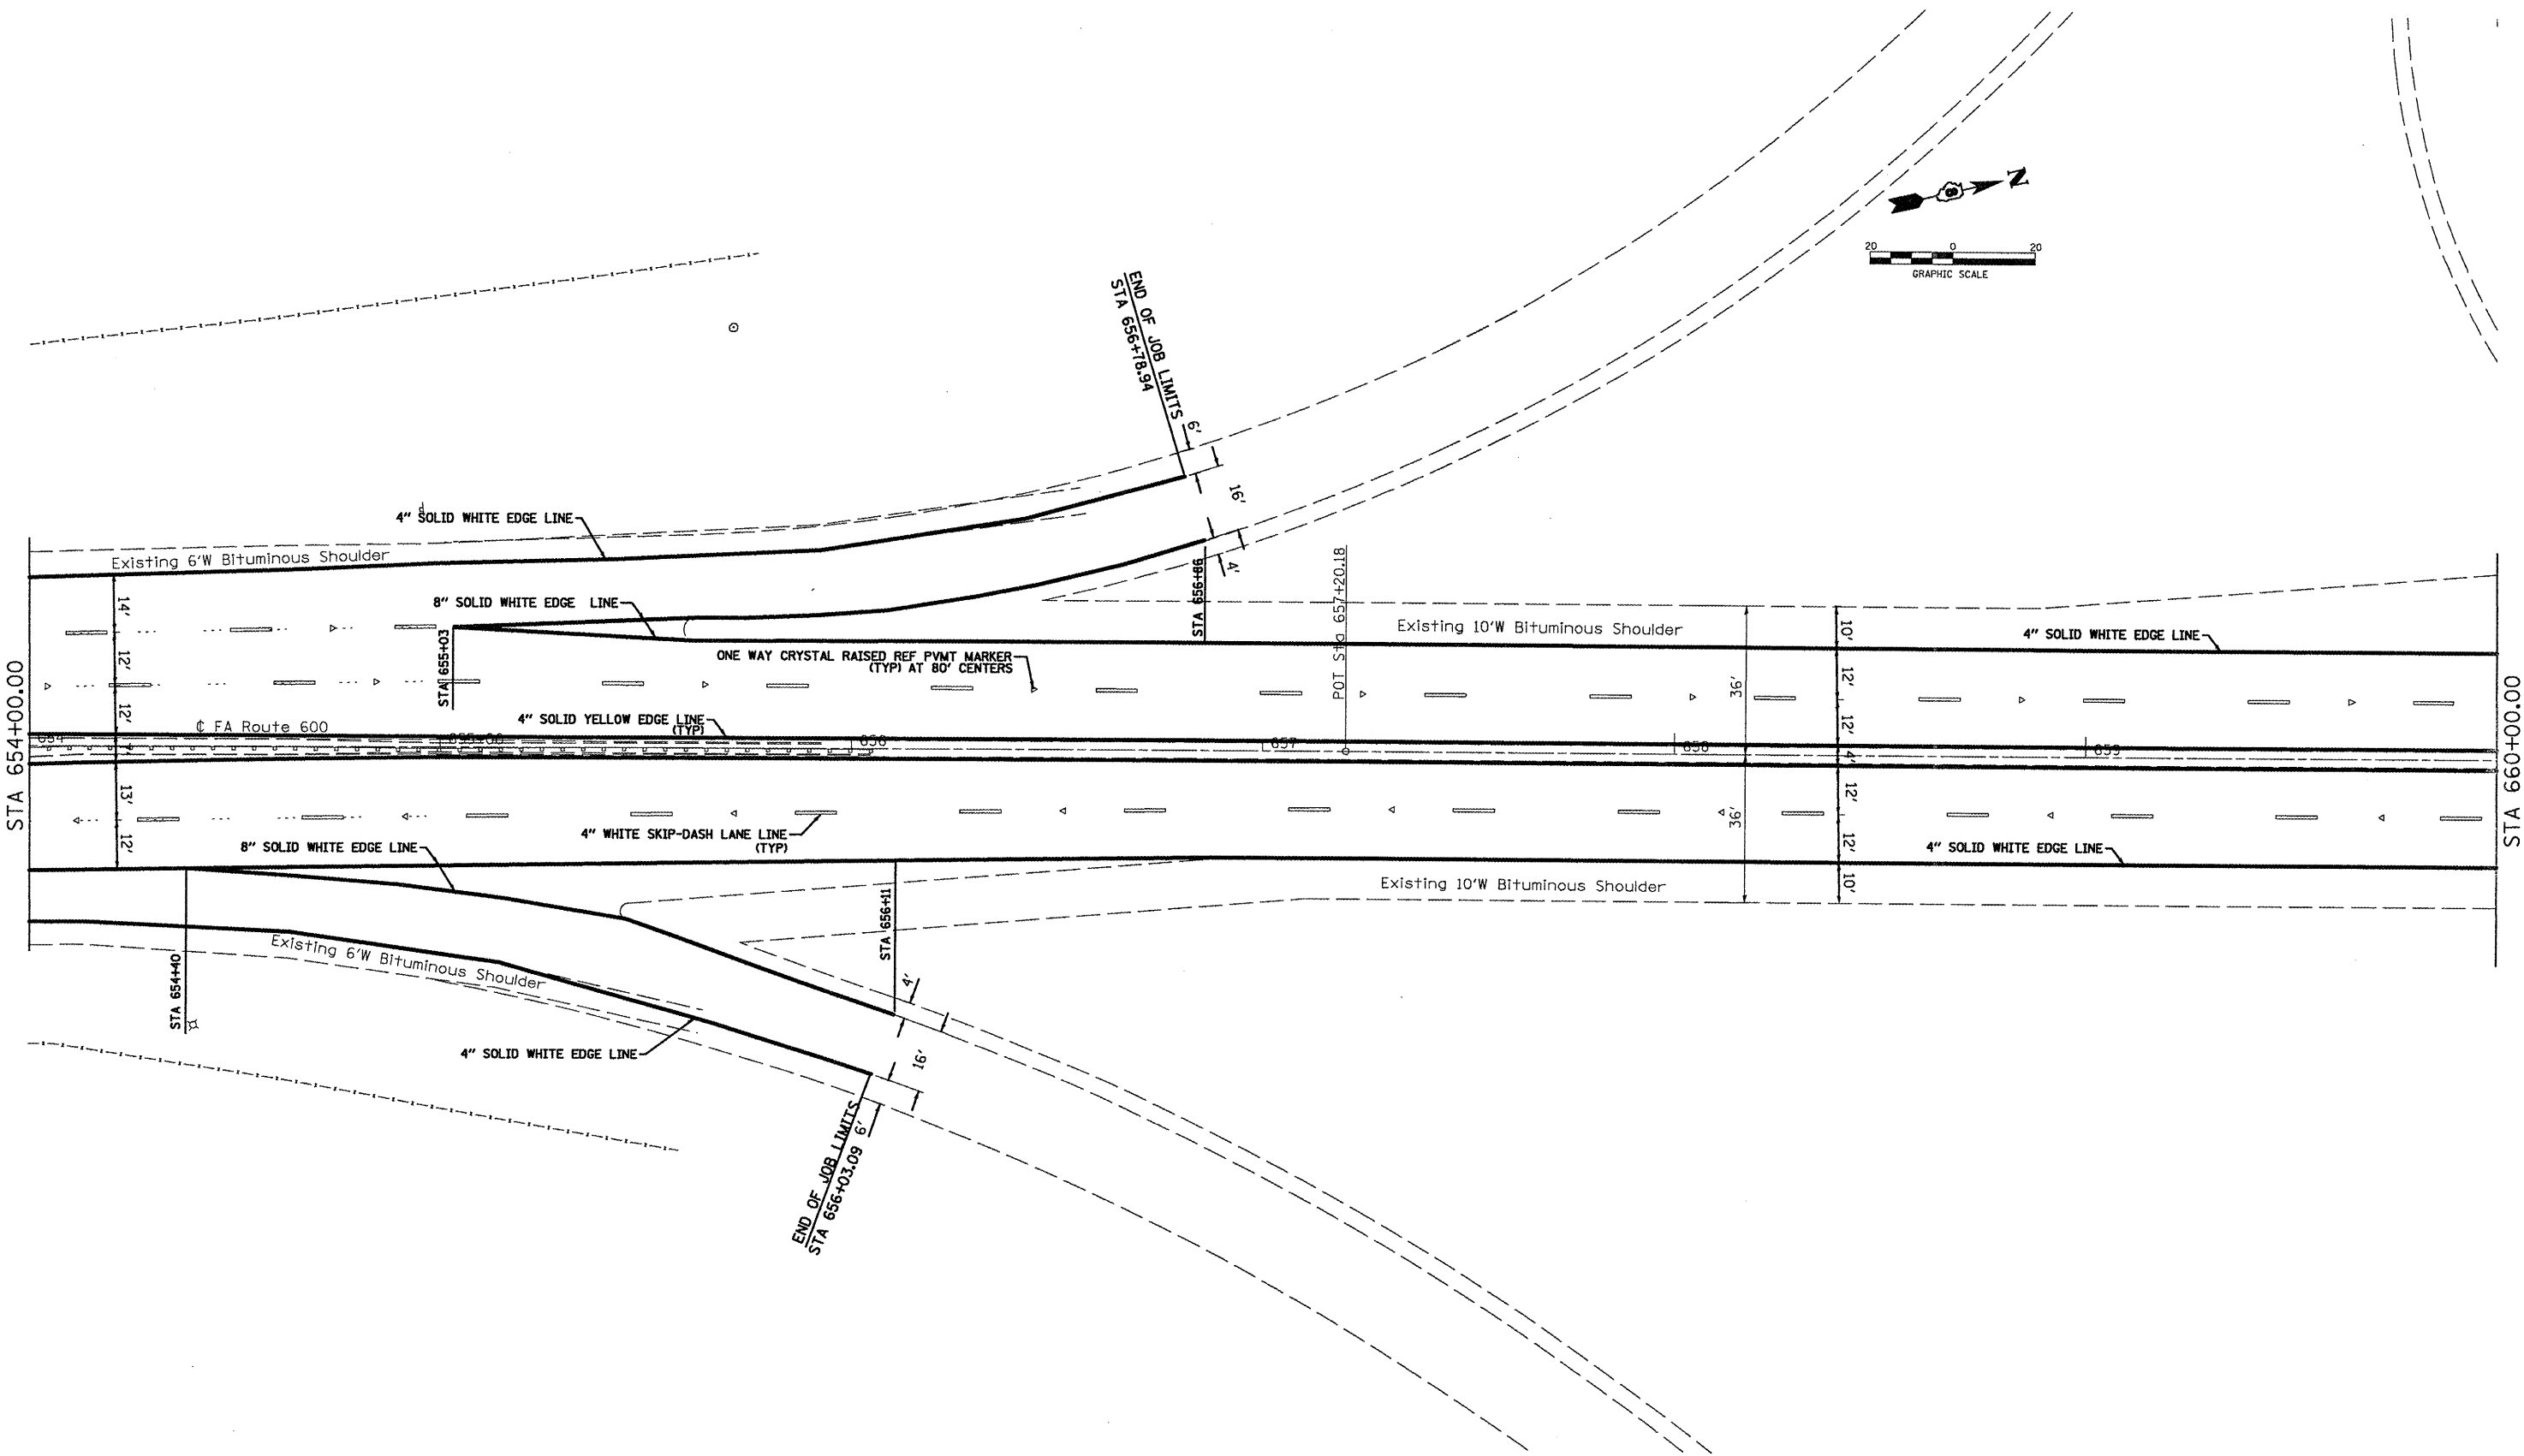 N
20 0 20
GRAPHIC SCALE
END OF JOB LIMITS
STA 656+78.94
6'
16'
4'
4" SOLID WHITE EDGE LINE
Existing 6'W Bituminous Shoulder
8" SOLID WHITE EDGE LINE
STA 655+03
STA 656+86
POT Sta 657+20.18
Existing 10'W Bituminous Shoulder
4" SOLID WHITE EDGE LINE
ONE WAY CRYSTAL RAISED REF PVMT MARKER
(TYP) AT 80' CENTERS
14'
12'
12'
13'
12'
36'
36'
10'
12'
12'
4'
12'
12'
10'
STA 654+00.00
STA 660+00.00
℄ FA Route 600
4" SOLID YELLOW EDGE LINE
(TYP)
654
655+00
656
657
658
659
4" WHITE SKIP-DASH LANE LINE
(TYP)
8" SOLID WHITE EDGE LINE
4" SOLID WHITE EDGE LINE
Existing 10'W Bituminous Shoulder
STA 656+11
STA 654+40
Existing 6'W Bituminous Shoulder
4'
16'
6'
4" SOLID WHITE EDGE LINE
END OF JOB LIMITS
STA 656+03.09